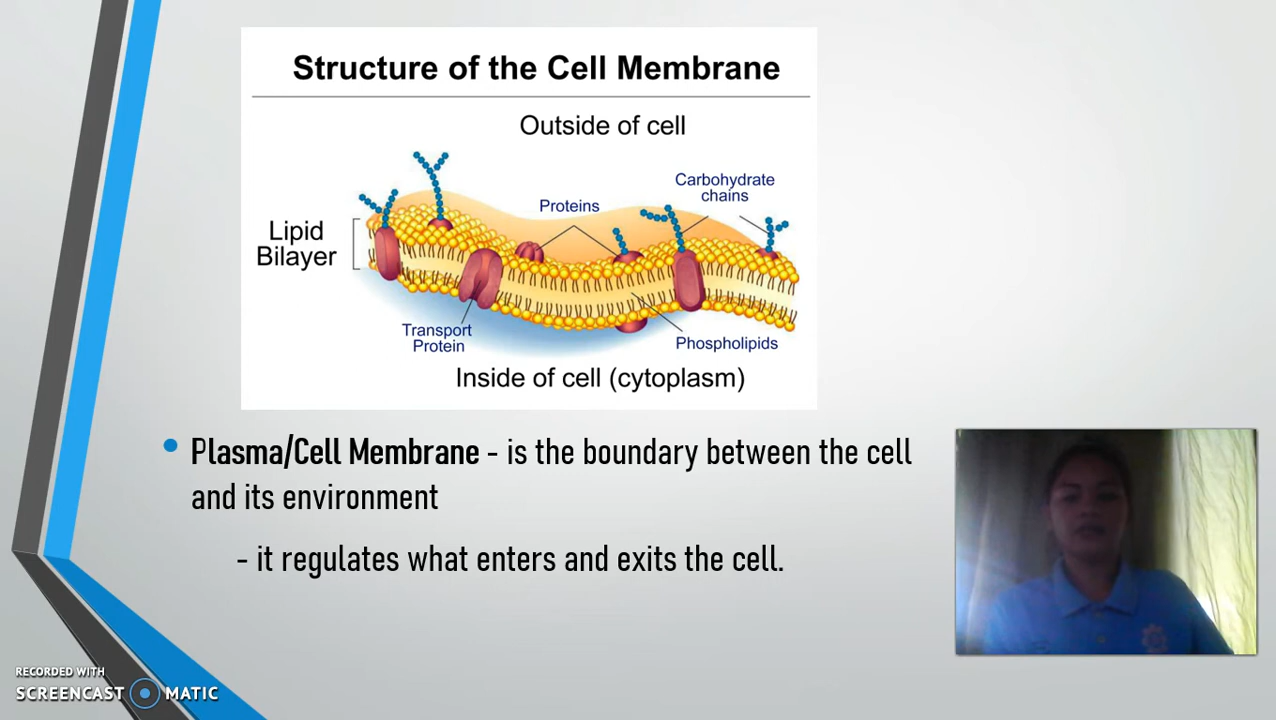 Structure of the Cell Membrane
Outside of cell
Carbohydrate
chains
Proteins
Lipid
Bilayer
Transport
Protein
Phospholipids
Inside of cell (cytoplasm)
Plasma/Cell Membrane - is the boundary between the cell
and its environment
- it regulates what enters and exits the cell.
RECORDED WITH
SCREENCAST MATIC